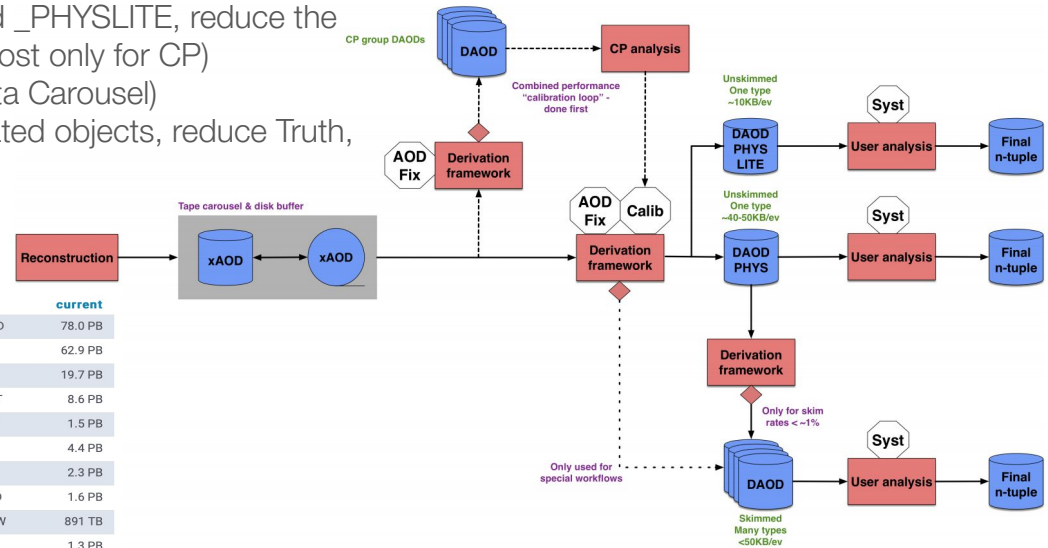 _PHYSLITE, reduce the
ost only for CP)
ta Carousel)
ted objects, reduce Truth,
CP group DAODs
DAOD
CP analysis
Combined performance
"calibration loop" -
done first
AOD
Fix
Derivation
framework
Tape carousel & disk buffer
Reconstruction
xAOD
xAOD
AOD
Fix
Calib
Derivation
framework
Unskimmed
One type
~10KB/ev
DAOD
PHYS
LITE
Syst
User analysis
Final
n-tuple
Unskimmed
One type
~40-50KB/ev
DAOD
PHYS
Syst
User analysis
Final
n-tuple
Derivation
framework
Only for skim
rates < ~1%
Only used for
special workflows
DAOD
Skimmed
Many types
<50KB/ev
Syst
User analysis
Final
n-tuple
current
78.0 PB
62.9 PB
19.7 PB
8.6 PB
1.5 PB
4.4 PB
2.3 PB
1.6 PB
891 TB
1.3 PB